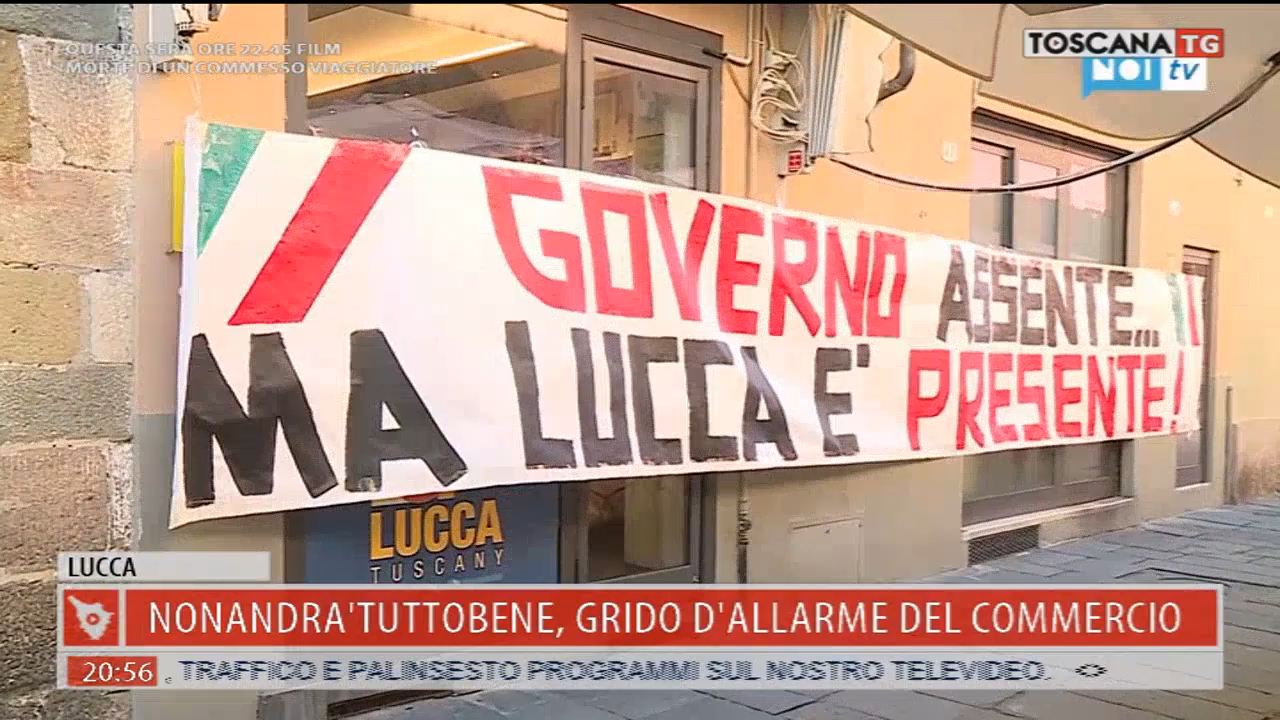 QUESTA SERA ORE 22.45 FILM
MORTE DI UN COMMESSO VIAGGIATORE
TOSCANA TG
NOI tv
GOVERNO ASSENTE...
MA LUCCA E' PRESENTE!
LUCCA
TUSCANY
LUCCA
NONANDRA'TUTTOBENE, GRIDO D'ALLARME DEL COMMERCIO
20:56 . TRAFFICO E PALINSESTO PROGRAMMI SUL NOSTRO TELEVIDEO.